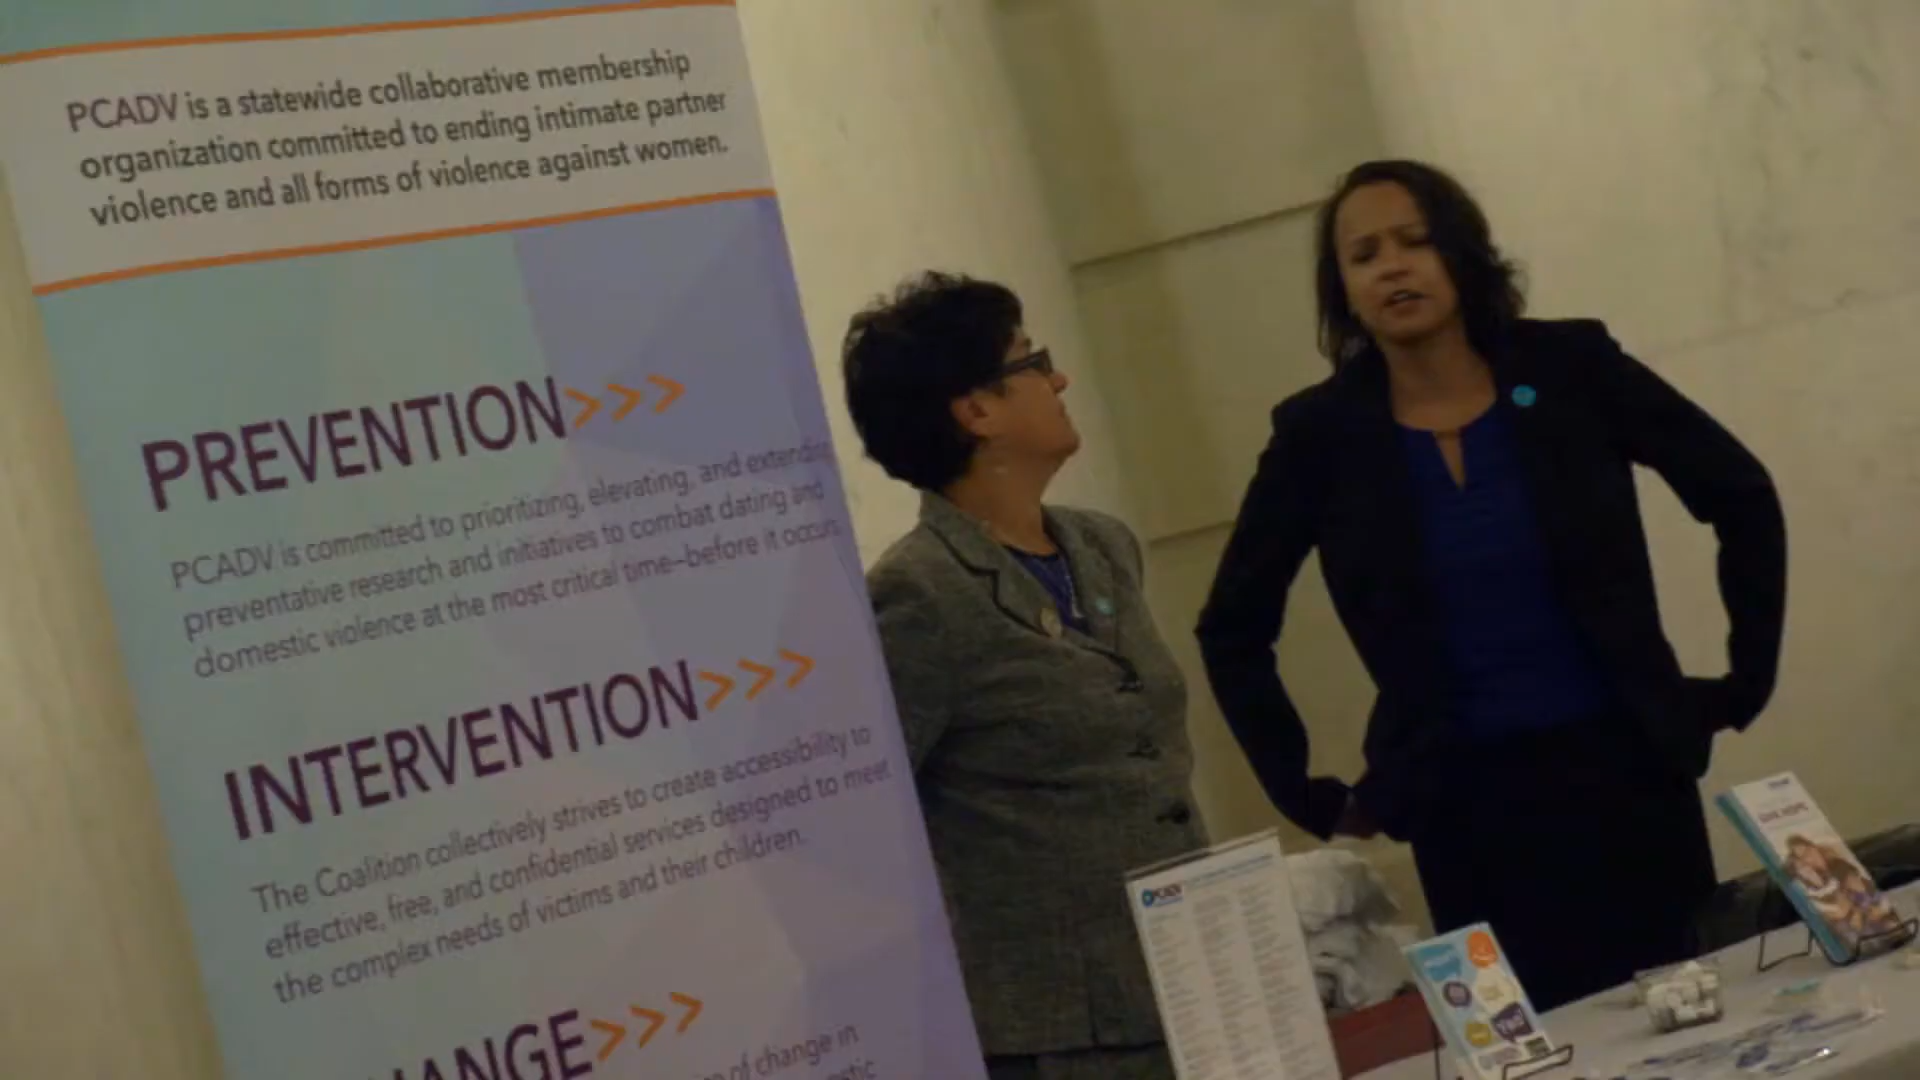 PCADV is a statewide collaborative membership
organization committed to ending intimate partner
violence and all forms of violence against women.
PREVENTION>>>
PCADV is committed to prioritizing, elevating, and extending
preventative research and initiatives to combat dating and
domestic violence at the most critical time–before it occurs.
INTERVENTION>>>
The Coalition collectively strives to create accessibility to
effective, free, and confidential services designed to meet
the complex needs of victims and their children.
HANGE>>>
of change in
PCADV